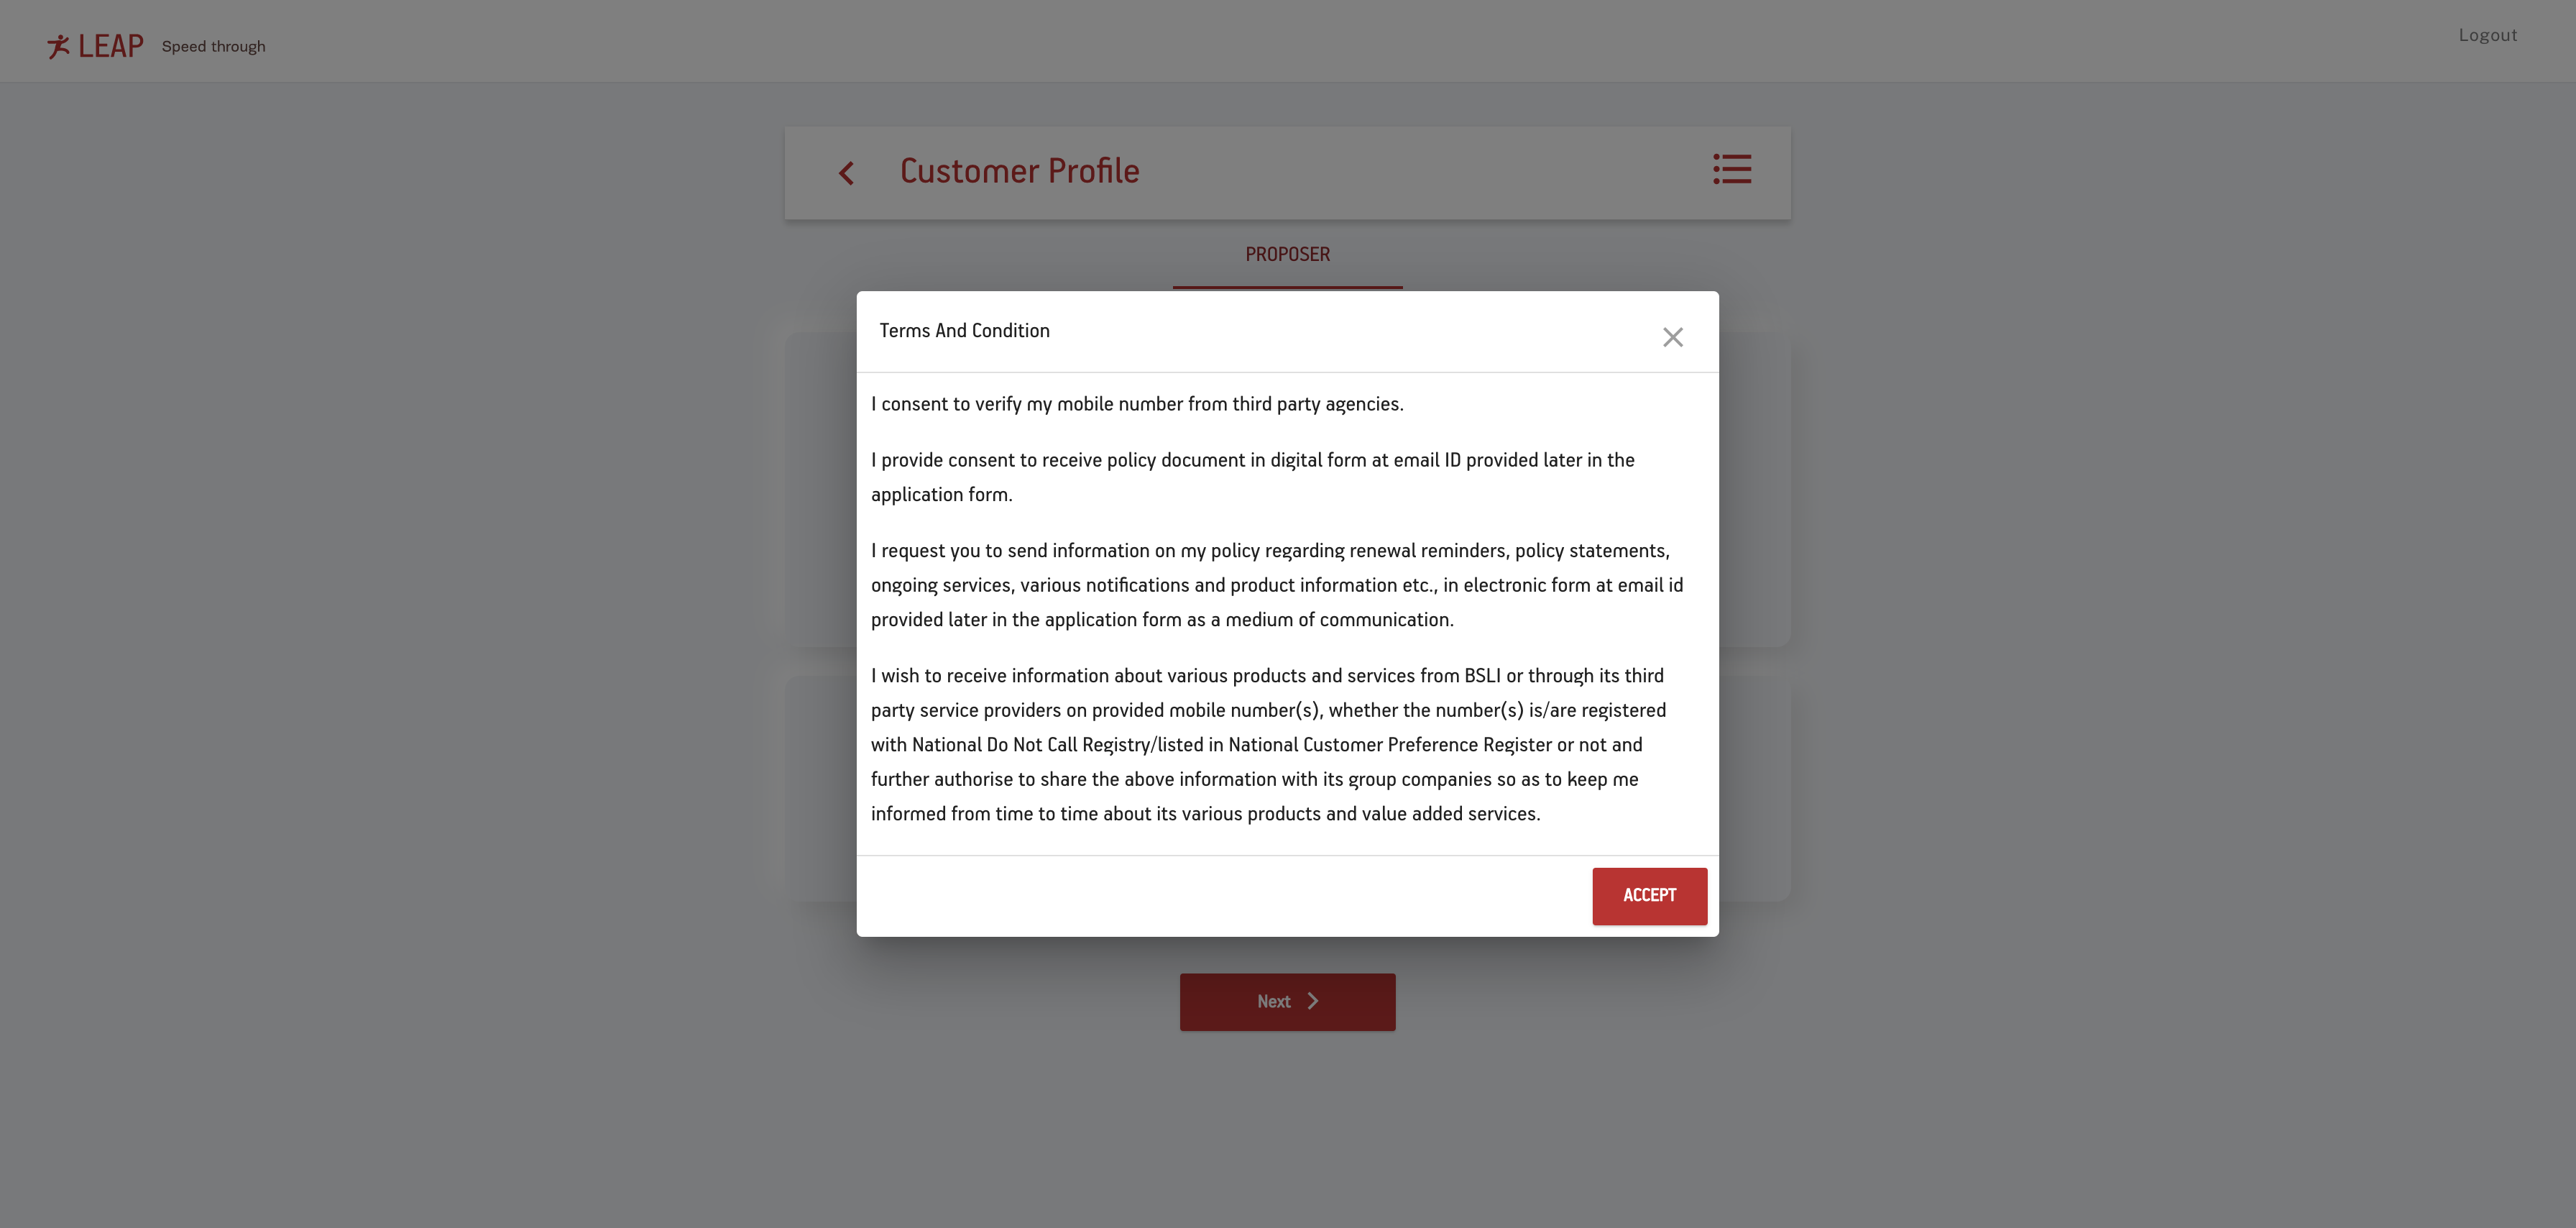 LEAP Speed through
Logout
Customer Profile
PROPOSER
Terms And Condition
I consent to verify my mobile number from third party agencies.
I provide consent to receive policy document in digital form at email ID provided later in the
application form.
I request you to send information on my policy regarding renewal reminders, policy statements,
ongoing services, various notifications and product information etc., in electronic form at email id
provided later in the application form as a medium of communication.
I wish to receive information about various products and services from BSLI or through its third
party service providers on provided mobile number(s), whether the number(s) is/are registered
with National Do Not Call Registry/listed in National Customer Preference Register or not and
further authorise to share the above information with its group companies so as to keep me
informed from time to time about its various products and value added services.
ACCEPT
Next